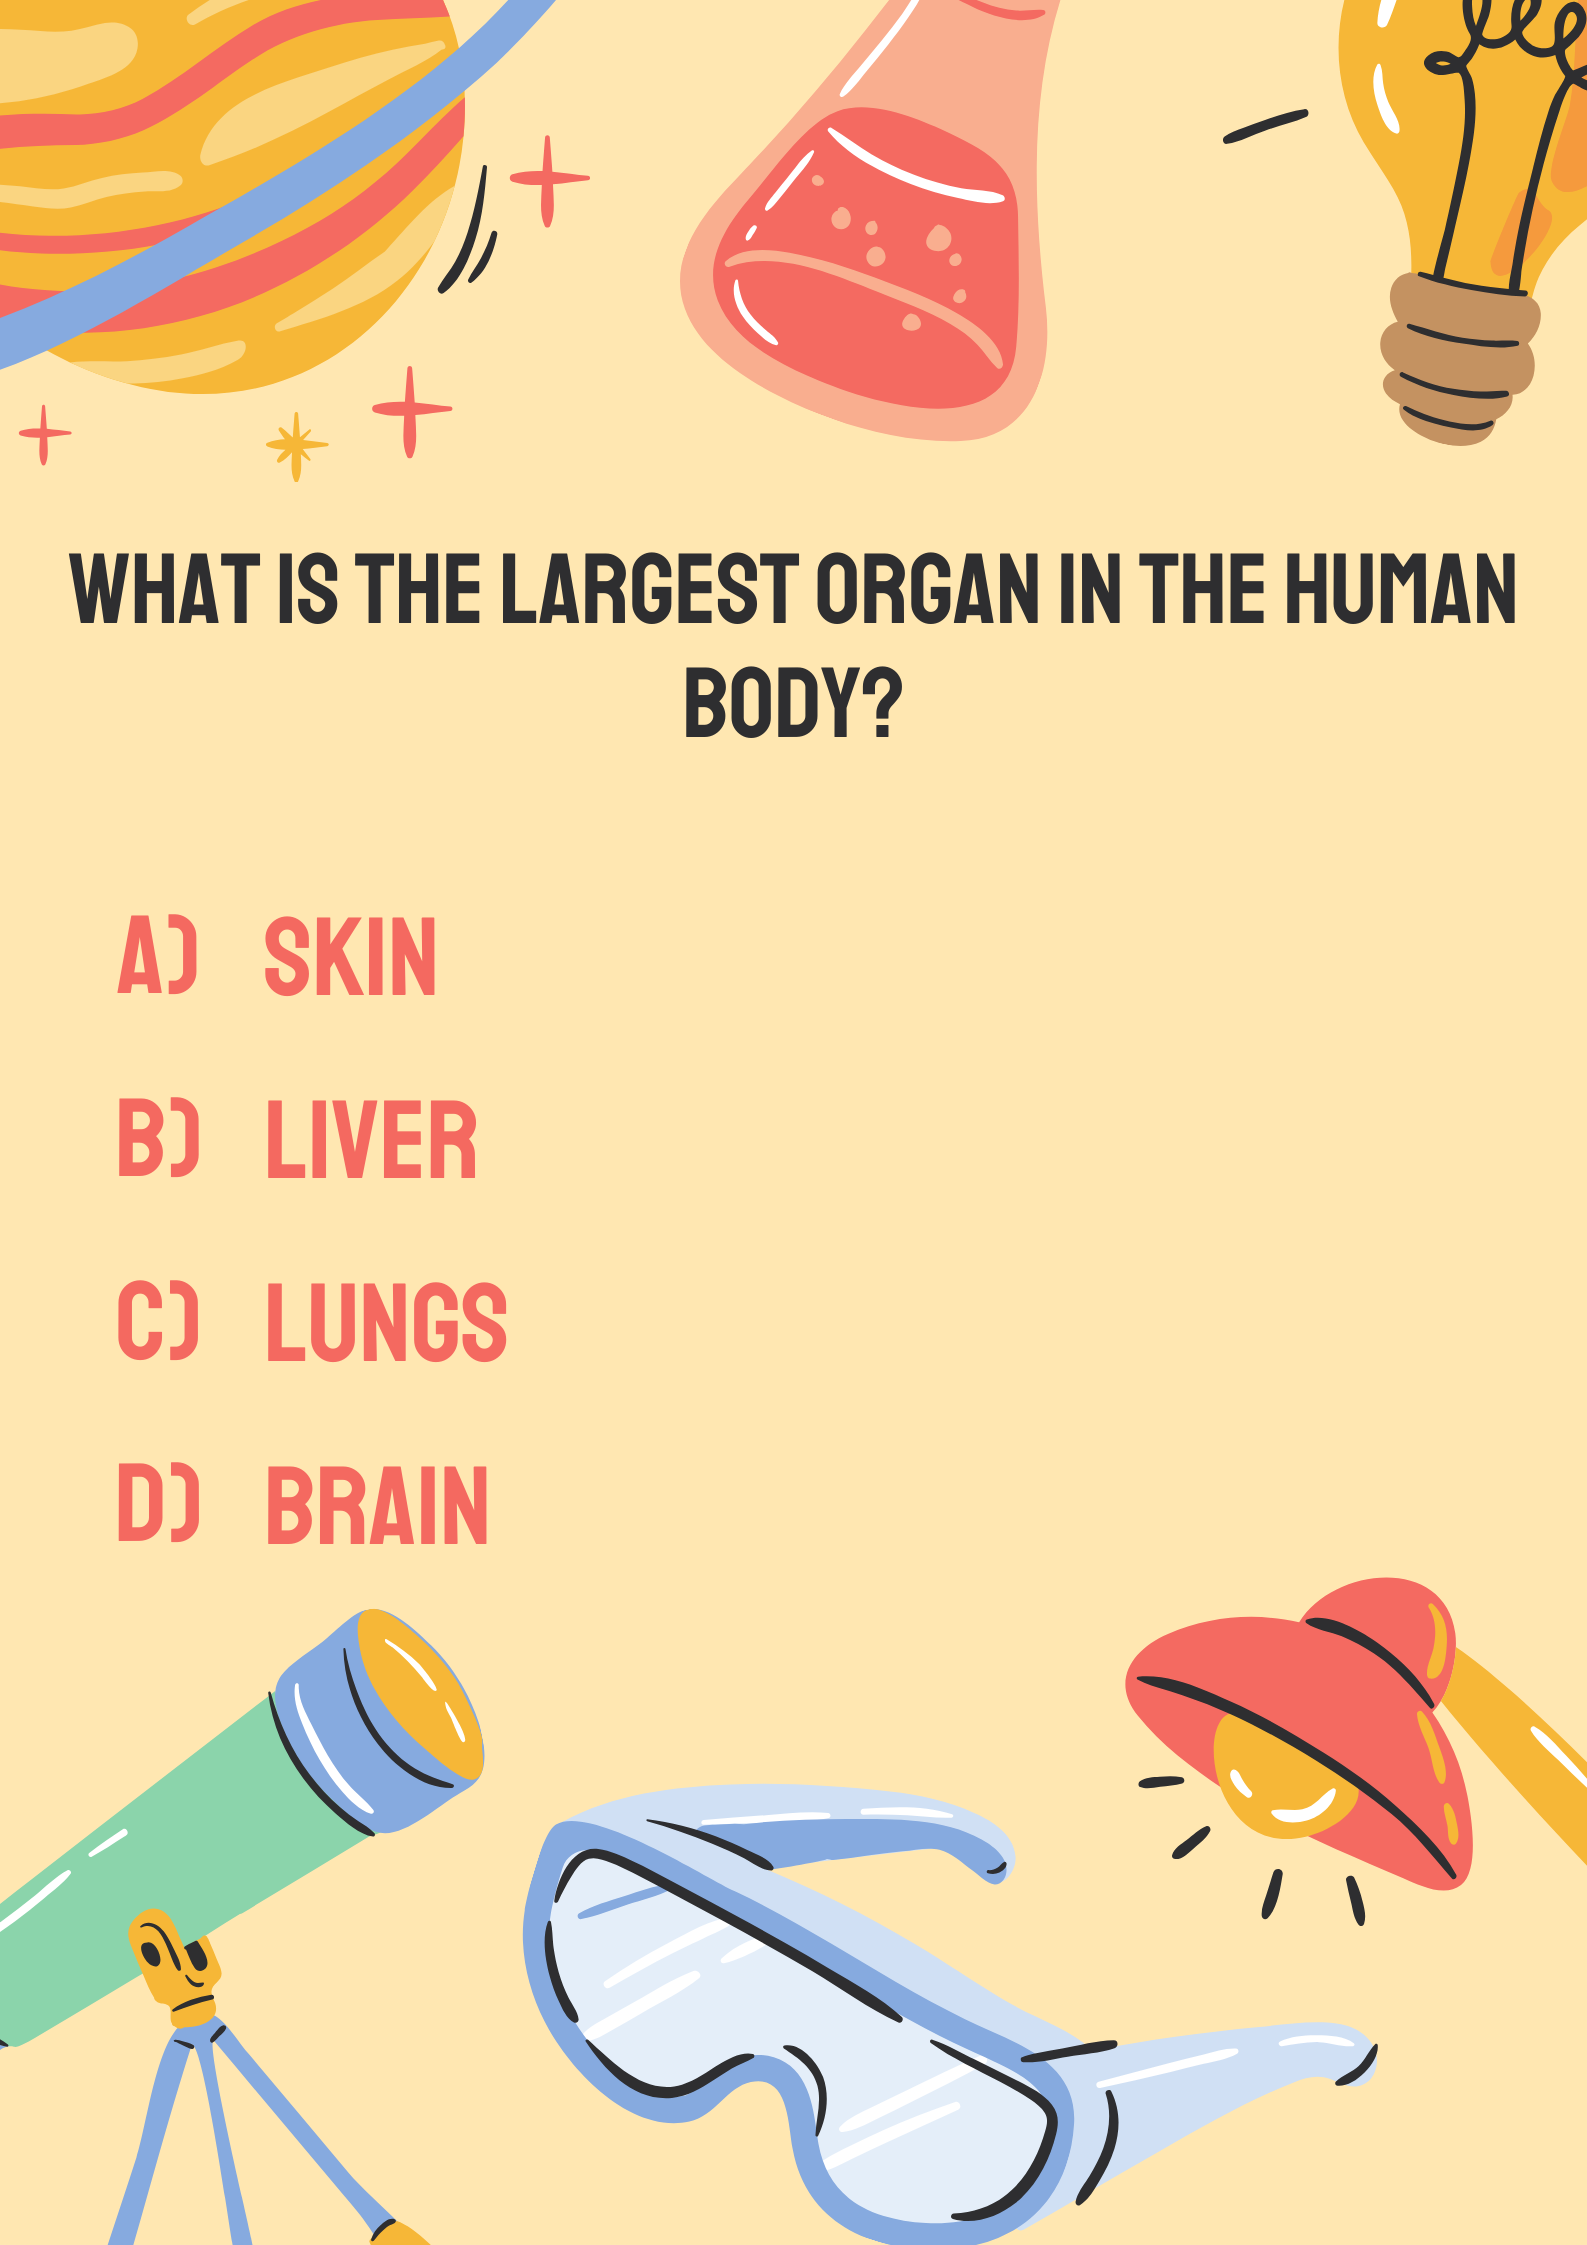 WHAT IS THE LARGEST ORGAN IN THE HUMAN
BODY?
A) SKIN
B) LIVER
C) LUNGS
D) BRAIN